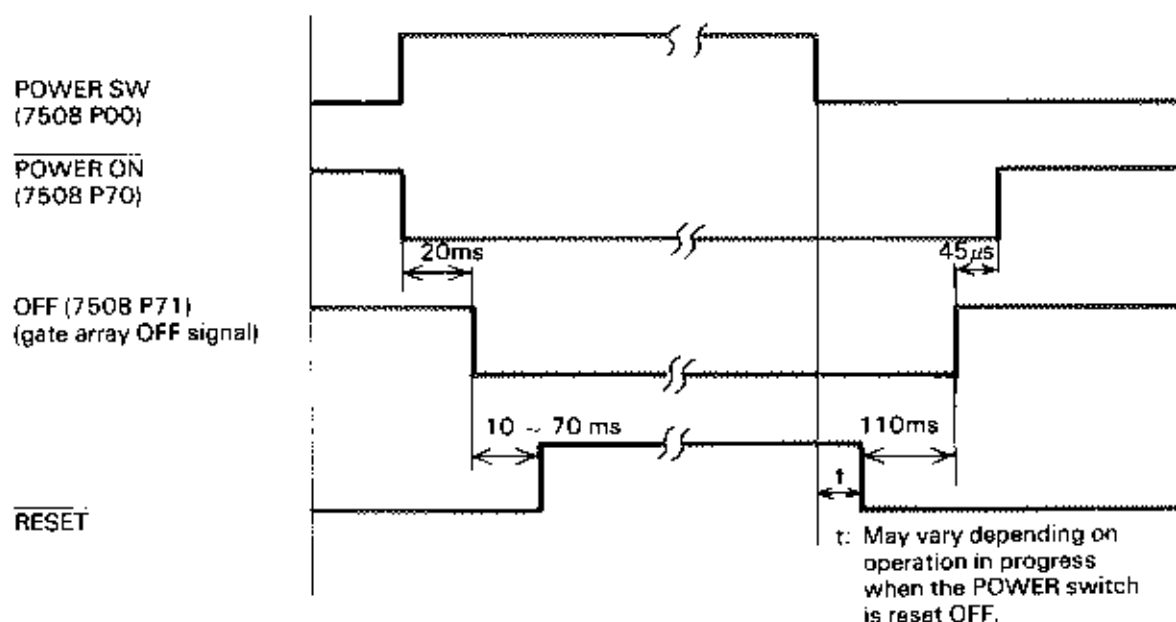 POWER SW
(7508 P00)
POWER ON
(7508 P70)
20ms
45μs
OFF (7508 P71)
(gate array OFF signal)
10 ~ 70 ms
110ms
t
RESET
t: May vary depending on
operation in progress
when the POWER switch
is reset OFF.